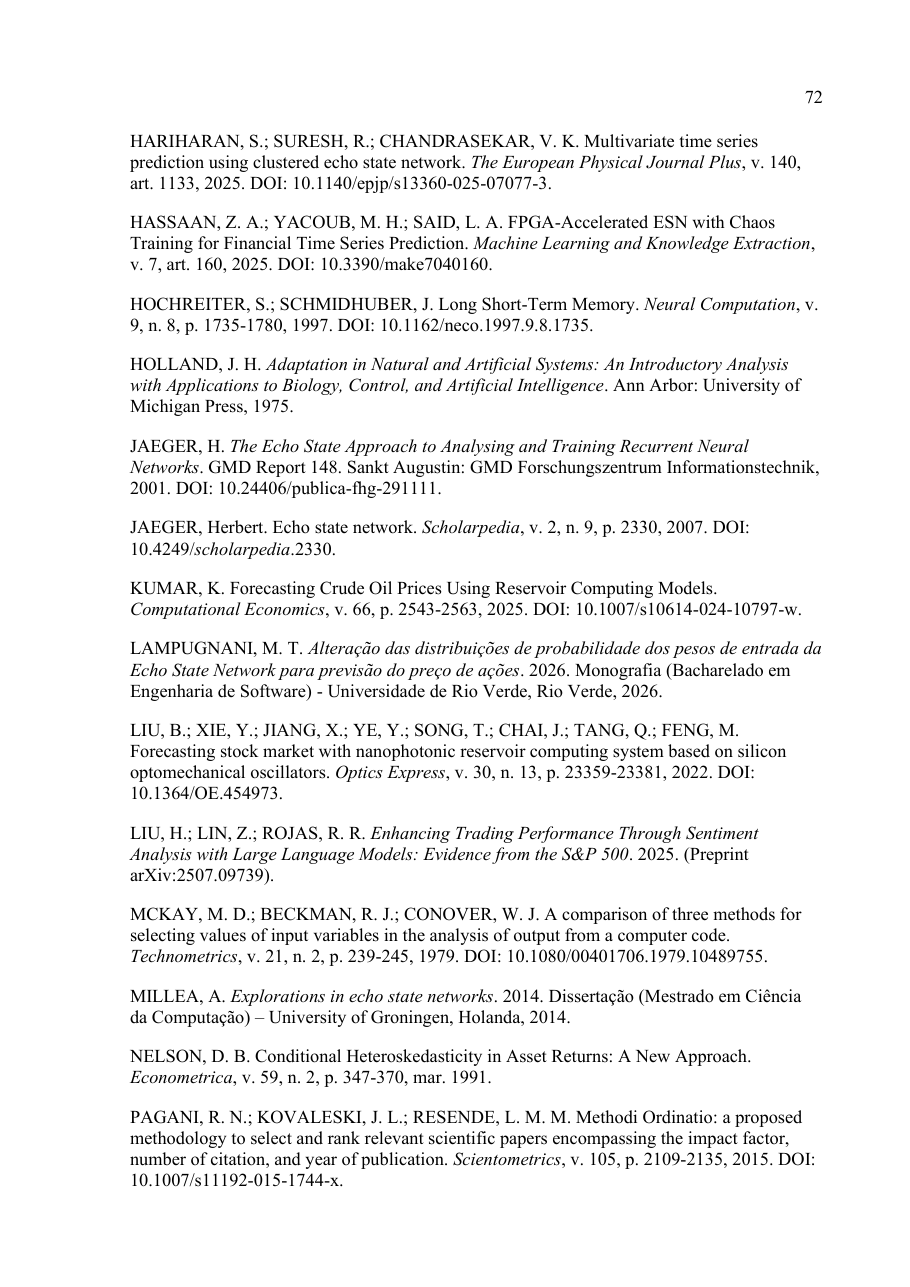 72
HARIHARAN, S.; SURESH, R.; CHANDRASEKAR, V. K. Multivariate time series
prediction using clustered echo state network. The European Physical Journal Plus, v. 140,
art. 1133, 2025. DOI: 10.1140/epjp/s13360-025-07077-3.
HASSAAN, Z. A.; YACOUB, M. H.; SAID, L. A. FPGA-Accelerated ESN with Chaos
Training for Financial Time Series Prediction. Machine Learning and Knowledge Extraction,
v. 7, art. 160, 2025. DOI: 10.3390/make7040160.
HOCHREITER, S.; SCHMIDHUBER, J. Long Short-Term Memory. Neural Computation, v.
9, n. 8, p. 1735-1780, 1997. DOI: 10.1162/neco.1997.9.8.1735.
HOLLAND, J. H. Adaptation in Natural and Artificial Systems: An Introductory Analysis
with Applications to Biology, Control, and Artificial Intelligence. Ann Arbor: University of
Michigan Press, 1975.
JAEGER, H. The Echo State Approach to Analysing and Training Recurrent Neural
Networks. GMD Report 148. Sankt Augustin: GMD Forschungszentrum Informationstechnik,
2001. DOI: 10.24406/publica-fhg-291111.
JAEGER, Herbert. Echo state network. Scholarpedia, v. 2, n. 9, p. 2330, 2007. DOI:
10.4249/scholarpedia.2330.
KUMAR, K. Forecasting Crude Oil Prices Using Reservoir Computing Models.
Computational Economics, v. 66, p. 2543-2563, 2025. DOI: 10.1007/s10614-024-10797-w.
LAMPUGNANI, M. T. Alteração das distribuições de probabilidade dos pesos de entrada da
Echo State Network para previsão do preço de ações. 2026. Monografia (Bacharelado em
Engenharia de Software) - Universidade de Rio Verde, Rio Verde, 2026.
LIU, B.; XIE, Y.; JIANG, X.; YE, Y.; SONG, T.; CHAI, J.; TANG, Q.; FENG, M.
Forecasting stock market with nanophotonic reservoir computing system based on silicon
optomechanical oscillators. Optics Express, v. 30, n. 13, p. 23359-23381, 2022. DOI:
10.1364/OE.454973.
LIU, H.; LIN, Z.; ROJAS, R. R. Enhancing Trading Performance Through Sentiment
Analysis with Large Language Models: Evidence from the S&P 500. 2025. (Preprint
arXiv:2507.09739).
MCKAY, M. D.; BECKMAN, R. J.; CONOVER, W. J. A comparison of three methods for
selecting values of input variables in the analysis of output from a computer code.
Technometrics, v. 21, n. 2, p. 239-245, 1979. DOI: 10.1080/00401706.1979.10489755.
MILLEA, A. Explorations in echo state networks. 2014. Dissertação (Mestrado em Ciência
da Computação) – University of Groningen, Holanda, 2014.
NELSON, D. B. Conditional Heteroskedasticity in Asset Returns: A New Approach.
Econometrica, v. 59, n. 2, p. 347-370, mar. 1991.
PAGANI, R. N.; KOVALESKI, J. L.; RESENDE, L. M. M. Methodi Ordinatio: a proposed
methodology to select and rank relevant scientific papers encompassing the impact factor,
number of citation, and year of publication. Scientometrics, v. 105, p. 2109-2135, 2015. DOI:
10.1007/s11192-015-1744-x.